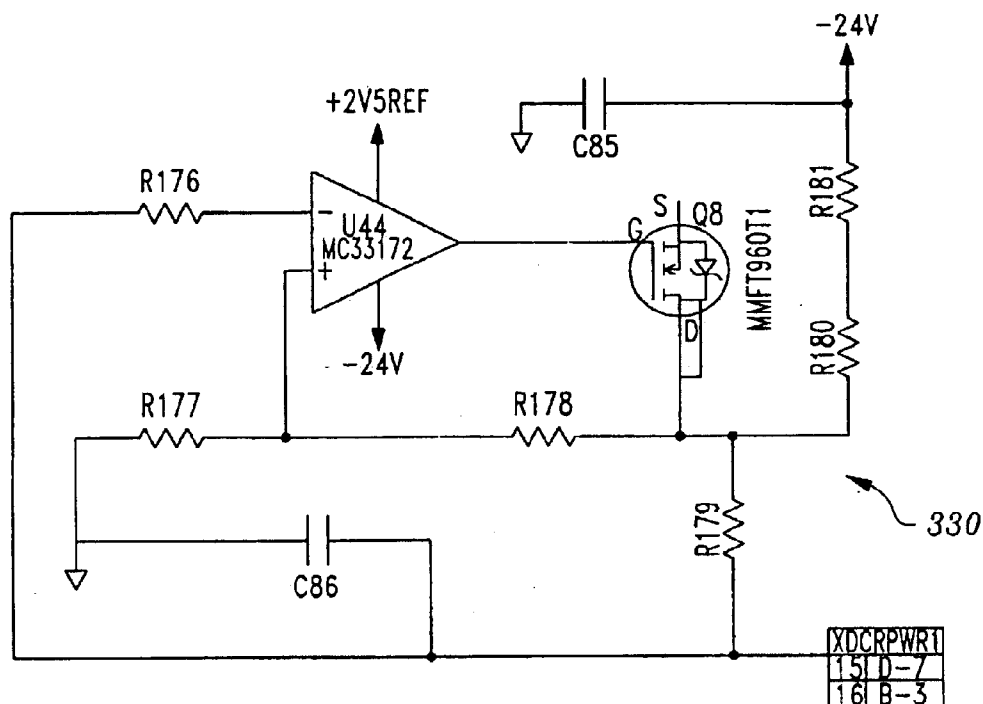 -24V
+2V5REF
C85
R176
R181
S
Q8
G
-
U44
MC33172
+
MMFT960T1
D
-24V
R180
R177
R178
R179
330
C86
XDCRPWR1
15 D-7
16 B-3